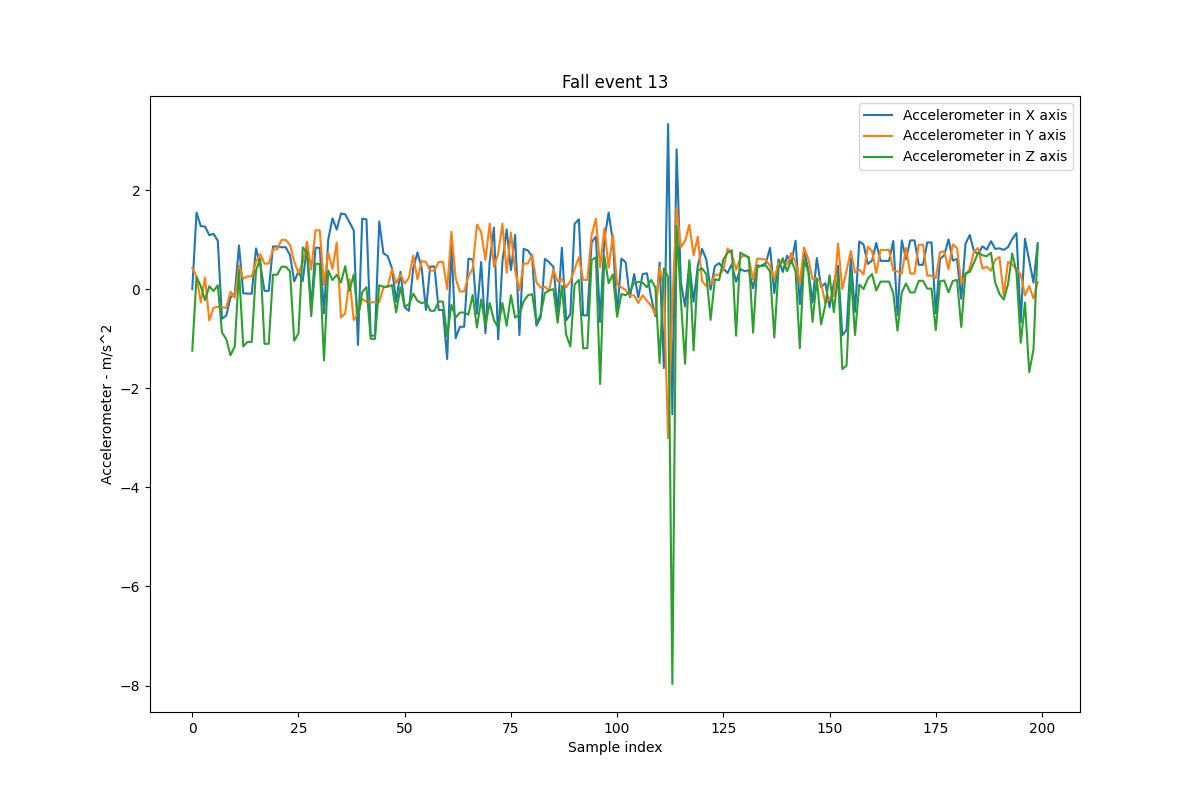 Fall event 13
Accelerometer in X axis
Accelerometer in Y axis
Accelerometer in Z axis
2
0
−2
−4
−6
−8
Accelerometer - m/s^2
0 25 50 75 100 125 150 175 200
Sample index